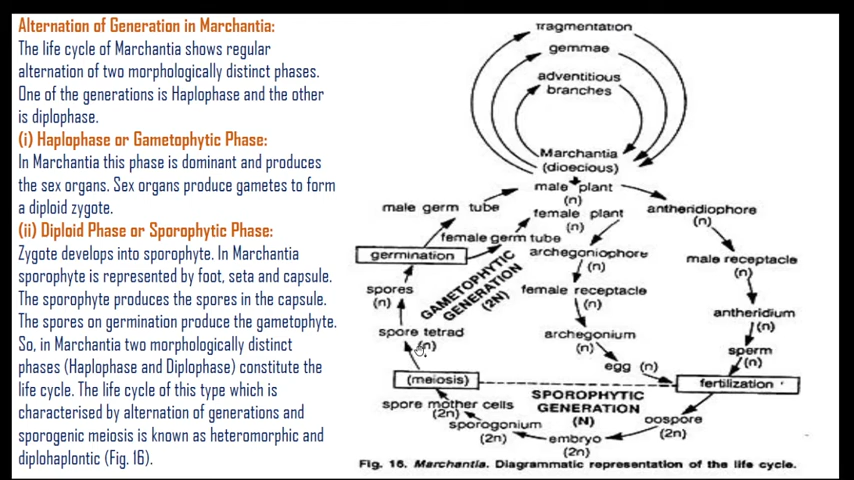 Alternation of Generation in Marchantia:
The life cycle of Marchantia shows regular
alternation of two morphologically distinct phases.
One of the generations is Haplophase and the other
is diplophase.
(i) Haplophase or Gametophytic Phase:
In Marchantia this phase is dominant and produces
the sex organs. Sex organs produce gametes to form
a diploid zygote.
(ii) Diploid Phase or Sporophytic Phase:
Zygote develops into sporophyte. In Marchantia
sporophyte is represented by foot, seta and capsule.
The sporophyte produces the spores in the capsule.
The spores on germination produce the gametophyte.
So, in Marchantia two morphologically distinct
phases (Haplophase and Diplophase) constitute the
life cycle. The life cycle of this type which is
characterised by alternation of generations and
sporogenic meiosis is known as heteromorphic and
diplohaplontic (Fig. 16).
fragmentation
gemmae
adventitious
branches
Marchantia
(dioecious)
male plant
(n)
male germ tube
female plant
(n)
antheridiophore
(n)
female germ tube
germination
archegoniophore
(n)
male receptacle
(n)
GAMETOPHYTIC
GENERATION
(2N)
spores
(n)
female receptacle
(n)
antheridium
(n)
spore tetrad
(n)
archegonium
(n)
sperm
(n)
egg (n)
(meiosis)
fertilization
SPOROPHYTIC
GENERATION
(N)
spore mother cells
(2n)
sporogonium
(2n)
embryo
(2n)
oospore
(2n)
Fig. 16. Marchantia. Diagrammatic representation of the life cycle.